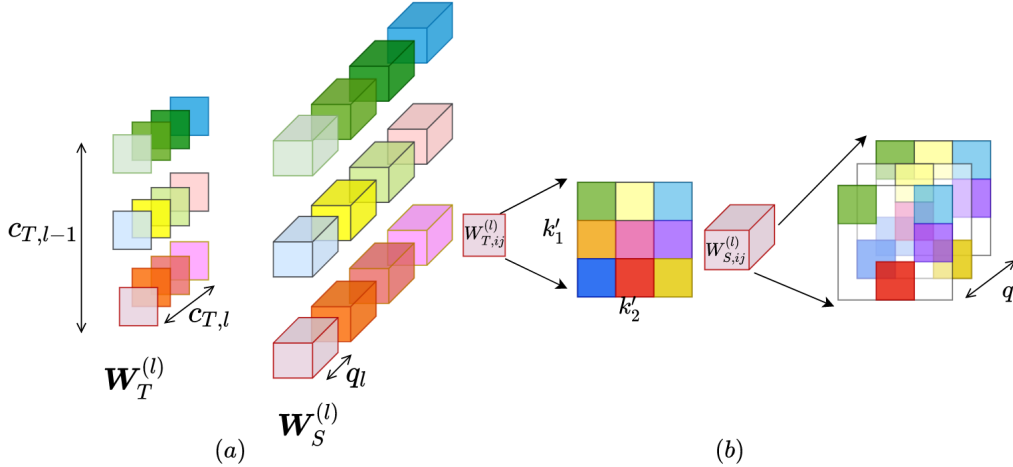 c_{T,l-1}
c_{T,l}
W_T^{(l)}
q_l
W_S^{(l)}
(a)
W_{T,ij}^{(l)}
k'_1
k'_2
W_{S,ij}^{(l)}
q
(b)